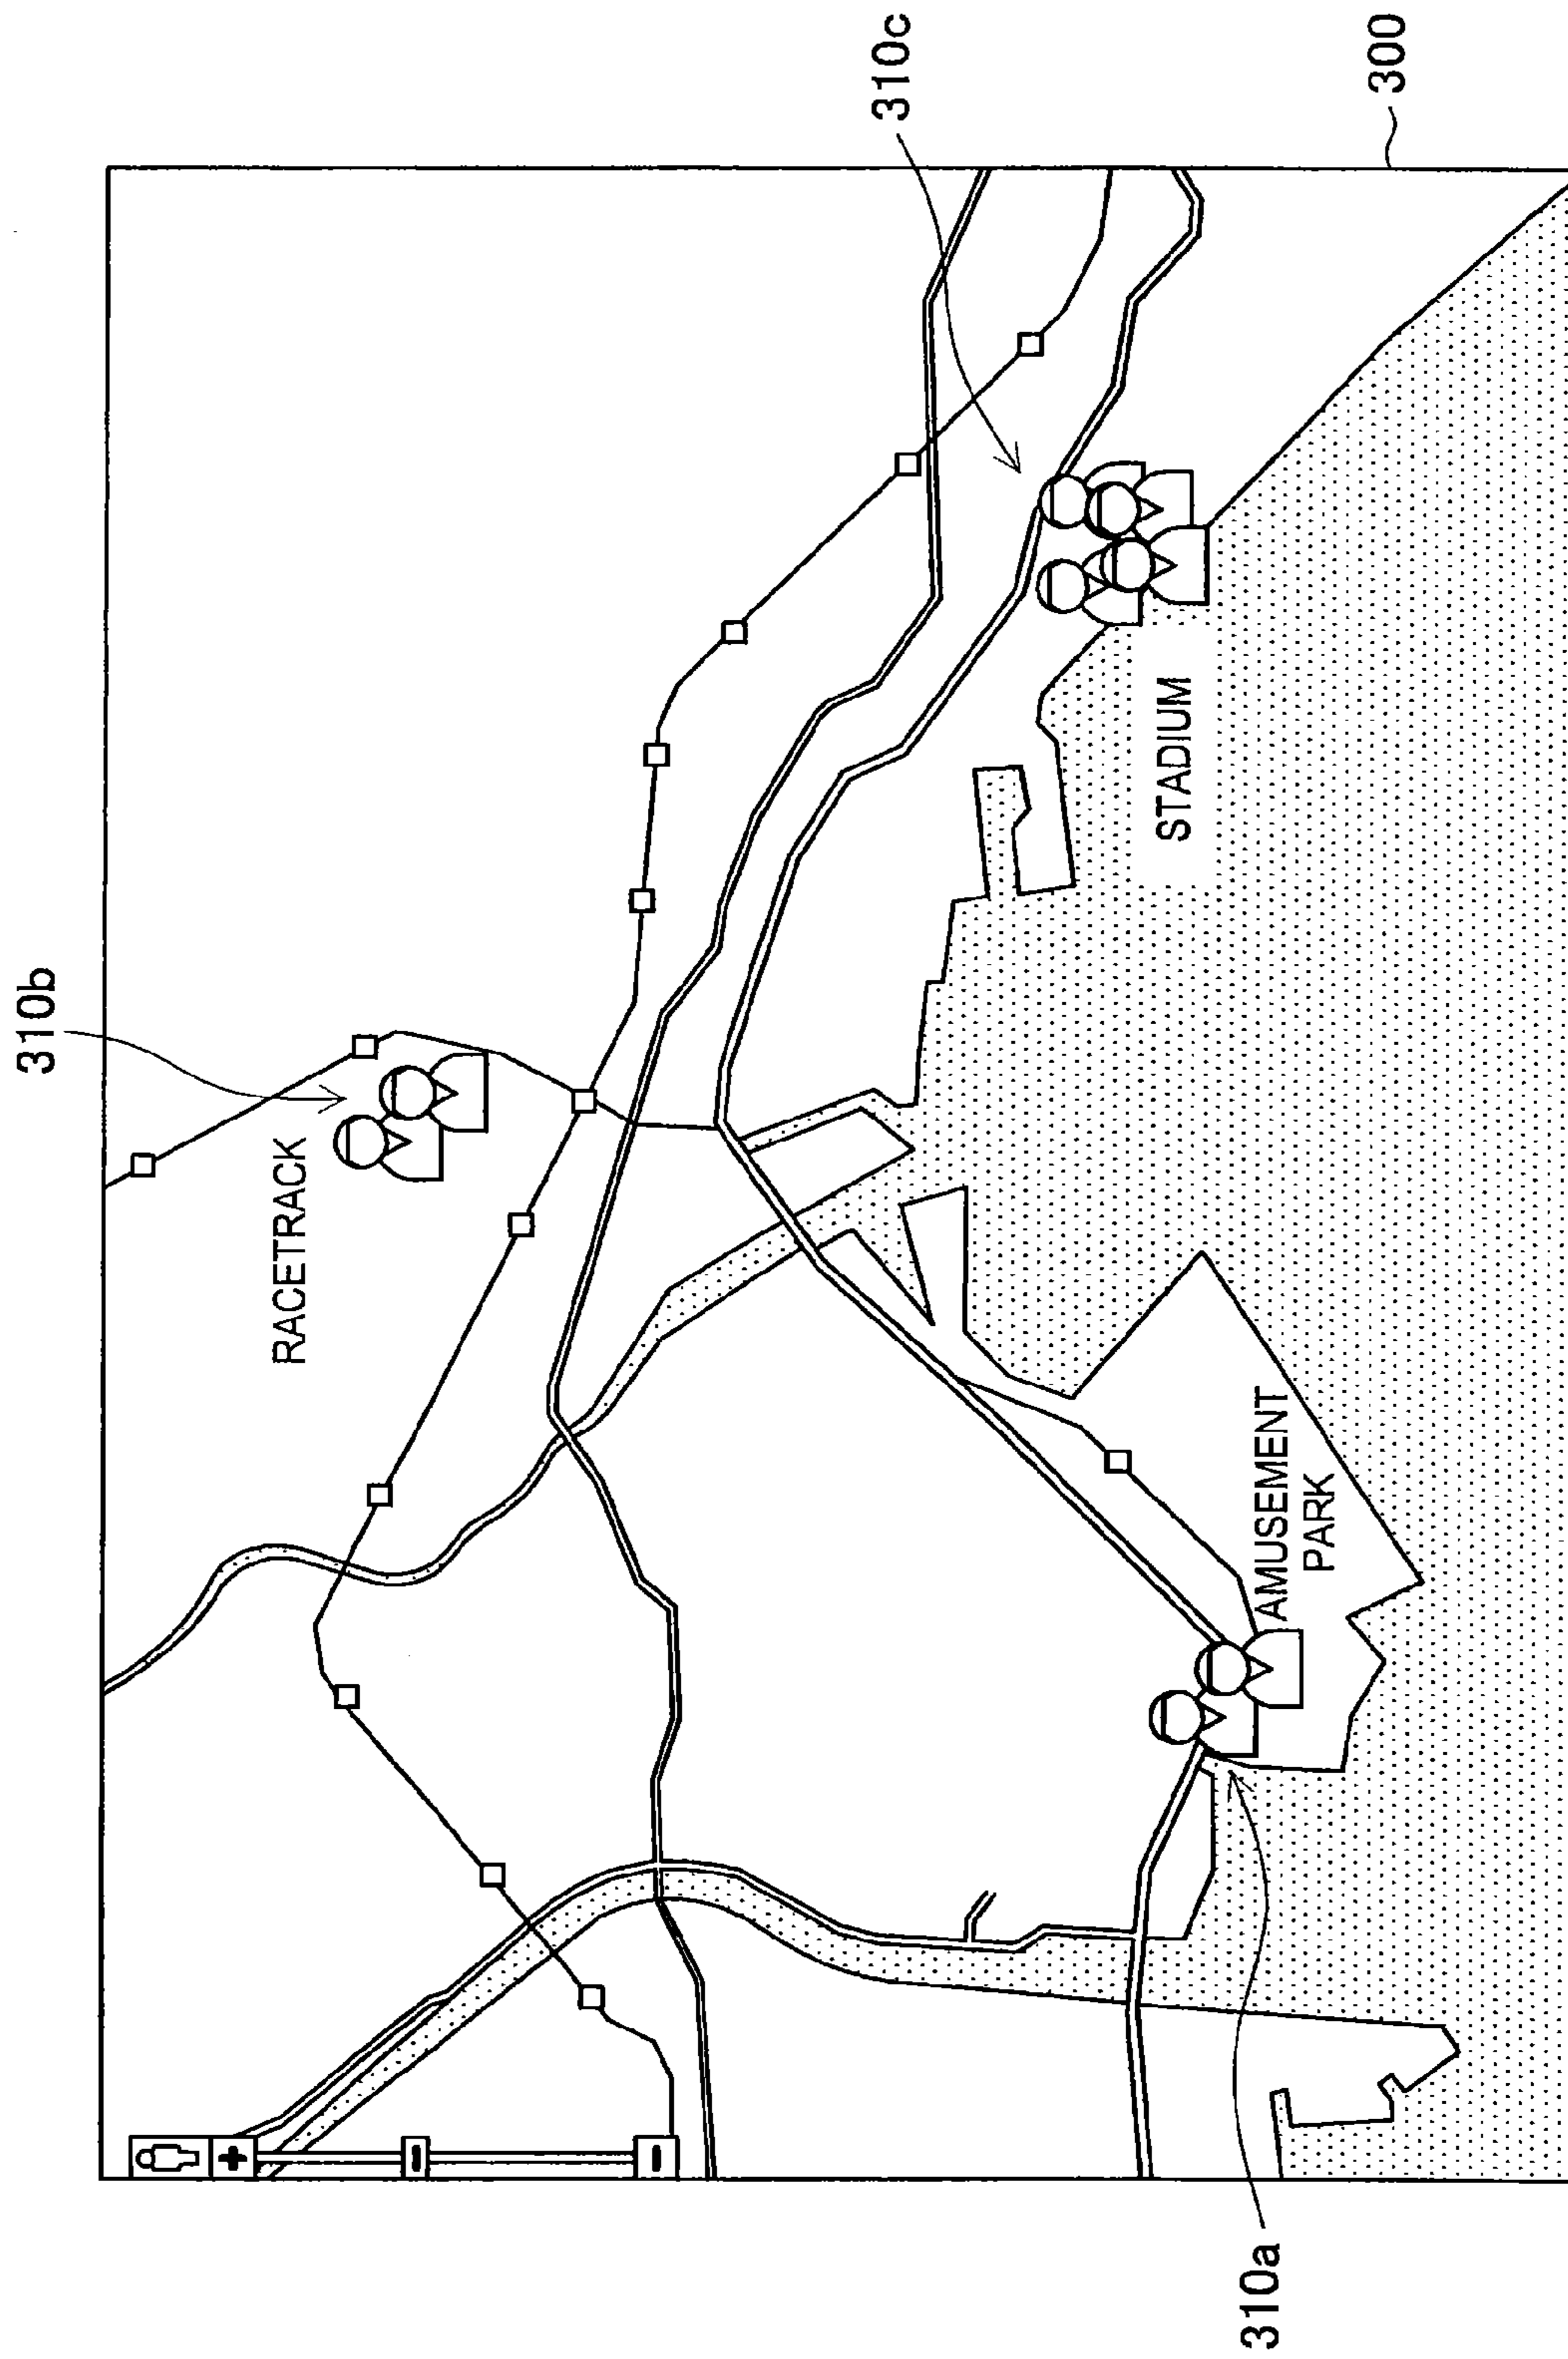 310b
310c
300
RACETRACK
STADIUM
AMUSEMENT
PARK
310a
+
−
−